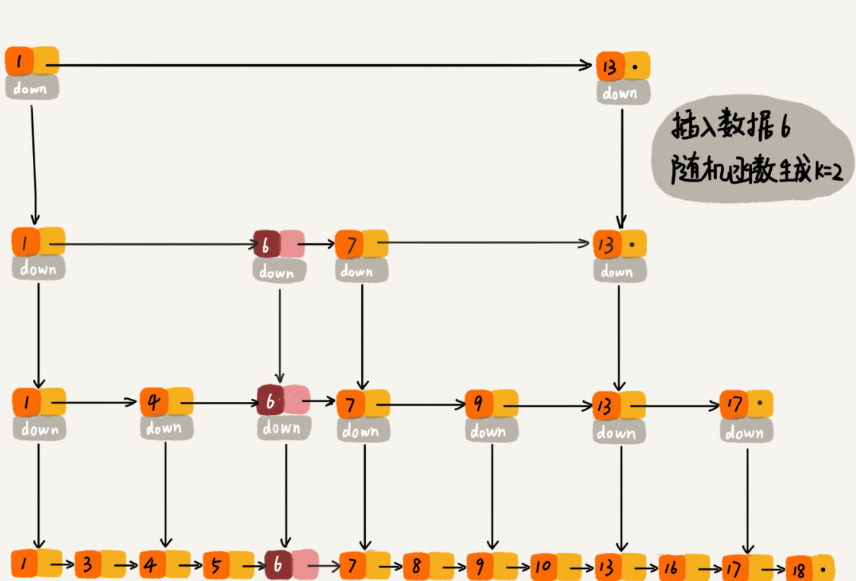 1 13
down down
插入数据6
随机函数生成K=2
1 6 7 13
down down down down
1 4 6 7 9 13 17
down down down down down down down
1 3 4 5 6 7 8 9 10 13 16 17 18